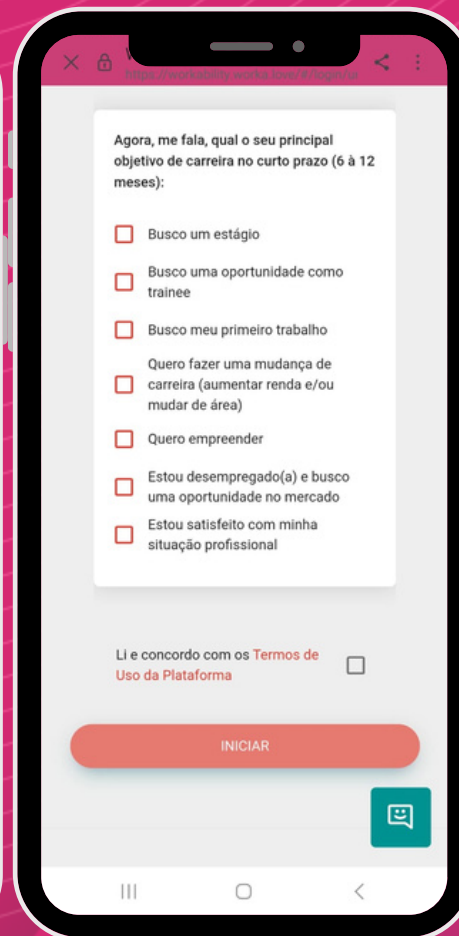 https://workability.worka.love/#/login/ui
Agora, me fala, qual o seu principal
objetivo de carreira no curto prazo (6 à 12
meses):
Busco um estágio
Busco uma oportunidade como
trainee
Busco meu primeiro trabalho
Quero fazer uma mudança de
carreira (aumentar renda e/ou
mudar de área)
Quero empreender
Estou desempregado(a) e busco
uma oportunidade no mercado
Estou satisfeito com minha
situação profissional
Li e concordo com os Termos de
Uso da Plataforma
INICIAR